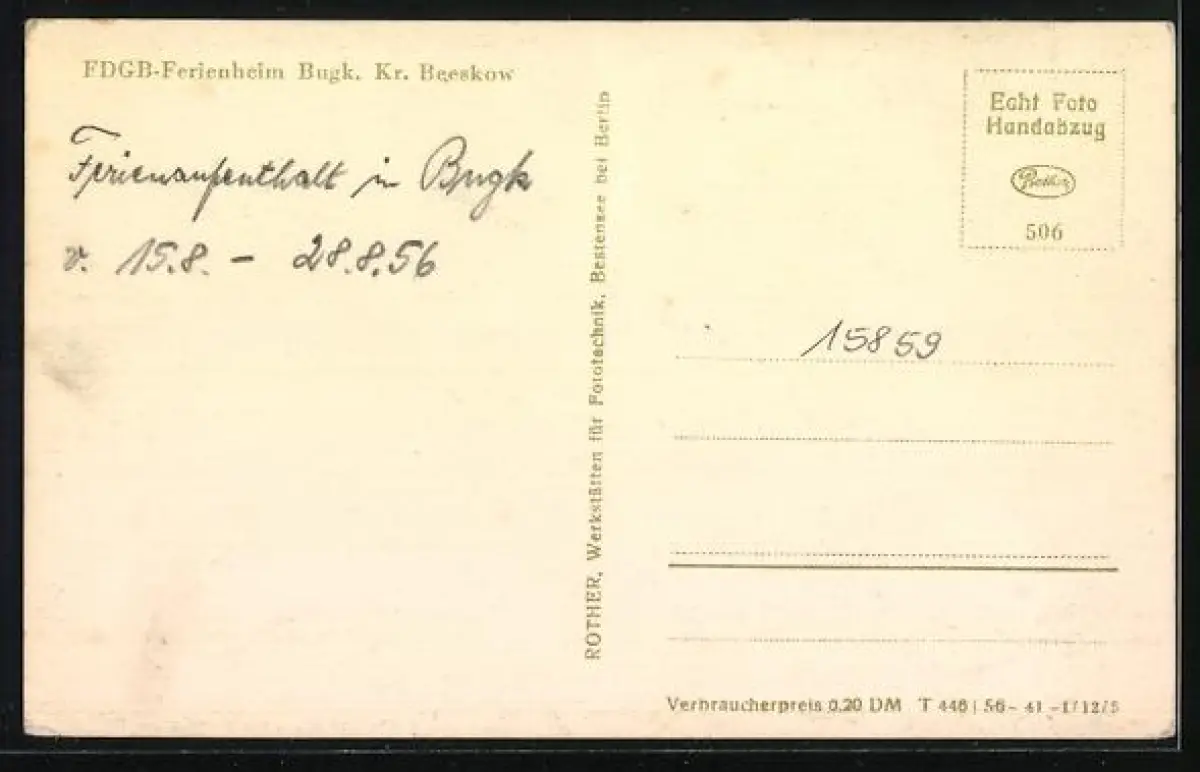 FDGB-Ferienheim Bugk, Kr. Beeskow
Ferienaufenthalt in Bugk
v. 15.8. - 28.8.56
ROTHER, Werkstätten für Fototechnik, Bestensee bei Berlin
Echt Foto
Handabzug
Rother
506
15859
Verbraucherpreis 0,20 DM T 446 | 56 - 41 - 1/12/5